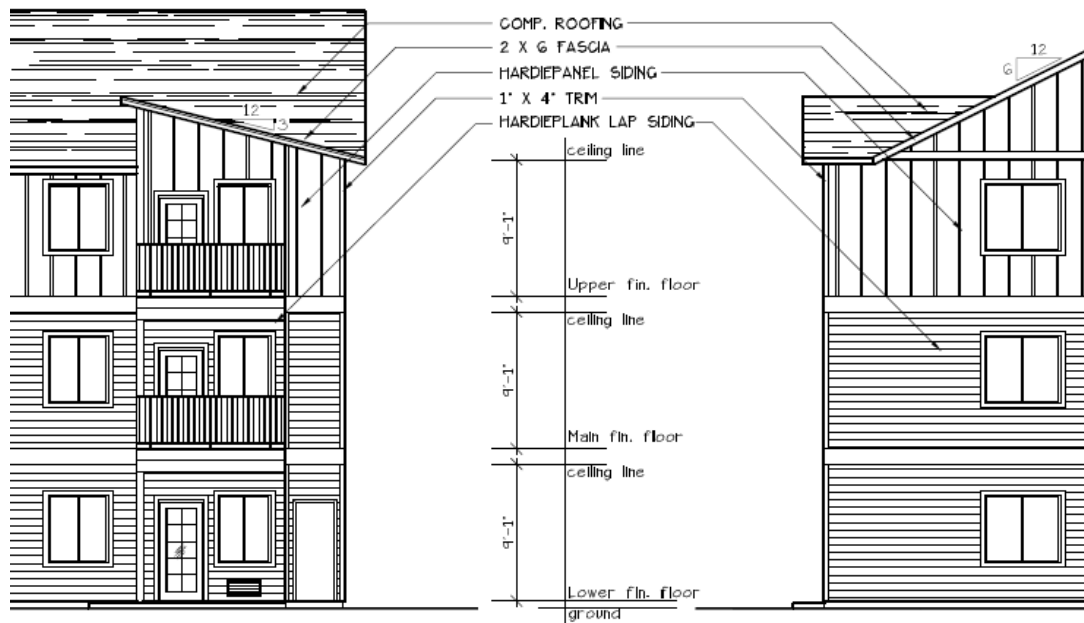 COMP. ROOFING
2 X 6 FASCIA
HARDIEPANEL SIDING
1" X 4" TRIM
HARDIEPLANK LAP SIDING
12
3
12
6
ceiling line
9'-1"
Upper fin. floor
ceiling line
9'-1"
Main fin. floor
ceiling line
9'-1"
Lower fin. floor
ground